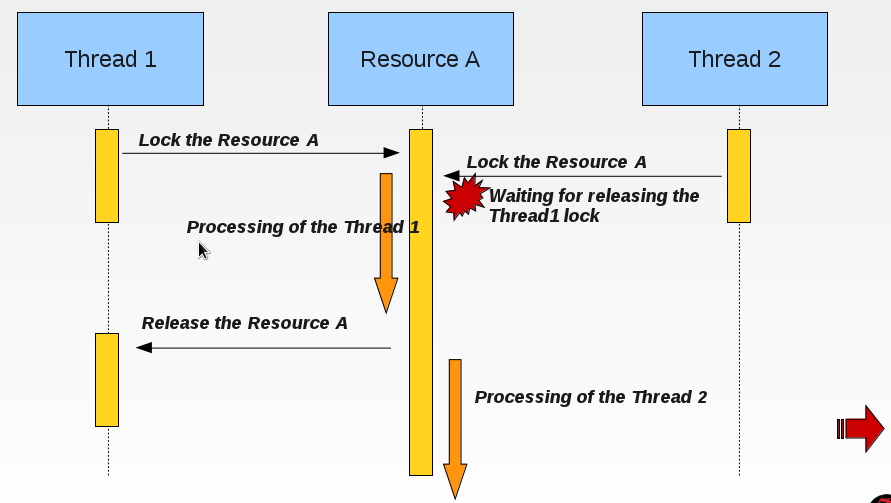 Thread 1
Resource A
Thread 2
Lock the Resource A
Lock the Resource A
Waiting for releasing the
Thread1 lock
Processing of the Thread 1
Release the Resource A
Processing of the Thread 2